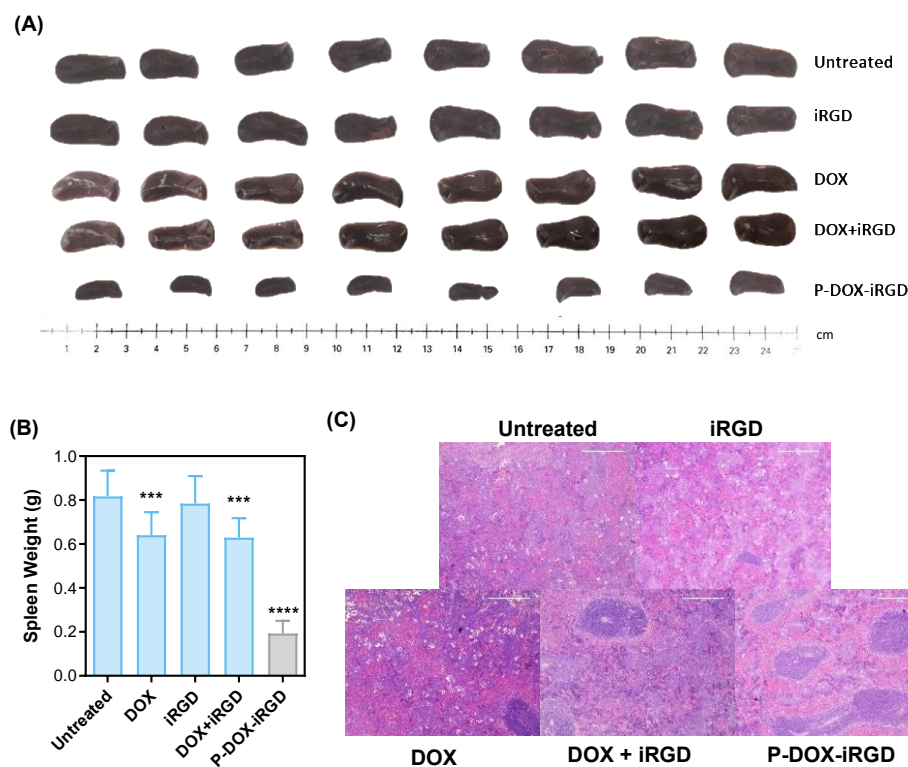 (A)
Untreated
iRGD
DOX
DOX+iRGD
P-DOX-iRGD
cm
1 2 3 4 5 6 7 8 9 10 11 12 13 14 15 16 17 18 19 20 21 22 23 24
(B)
1.0
0.8
0.6
0.4
0.2
0.0
Spleen Weight (g)
***
***
****
Untreated
DOX
iRGD
DOX+iRGD
P-DOX-iRGD
(C)
Untreated iRGD
DOX DOX + iRGD P-DOX-iRGD